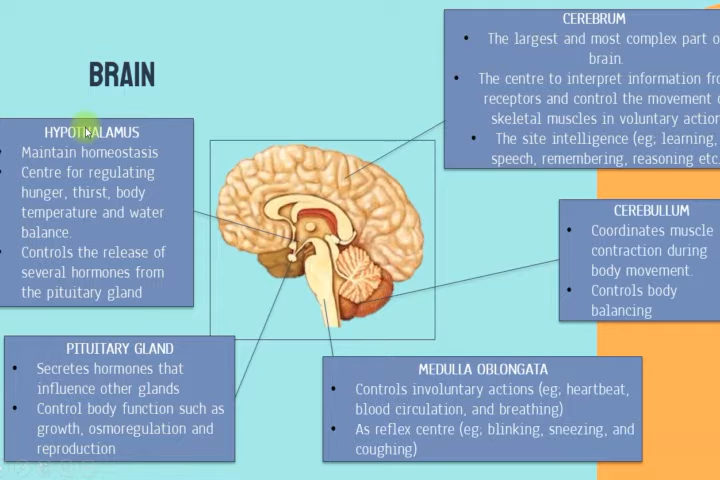 BRAIN
HYPOTHALAMUS
• Maintain homeostasis
• Centre for regulating
hunger, thirst, body
temperature and water
balance.
• Controls the release of
several hormones from
the pituitary gland
PITUITARY GLAND
• Secretes hormones that
influence other glands
• Control body function such as
growth, osmoregulation and
reproduction
CEREBRUM
• The largest and most complex part o
brain.
• The centre to interpret information fro
receptors and control the movement
skeletal muscles in voluntary action
• The site intelligence (eg; learning,
speech, remembering, reasoning etc.
CEREBULLUM
• Coordinates muscle
contraction during
body movement.
• Controls body
balancing
MEDULLA OBLONGATA
• Controls involuntary actions (eg; heartbeat,
blood circulation, and breathing)
• As reflex centre (eg; blinking, sneezing, and
coughing)